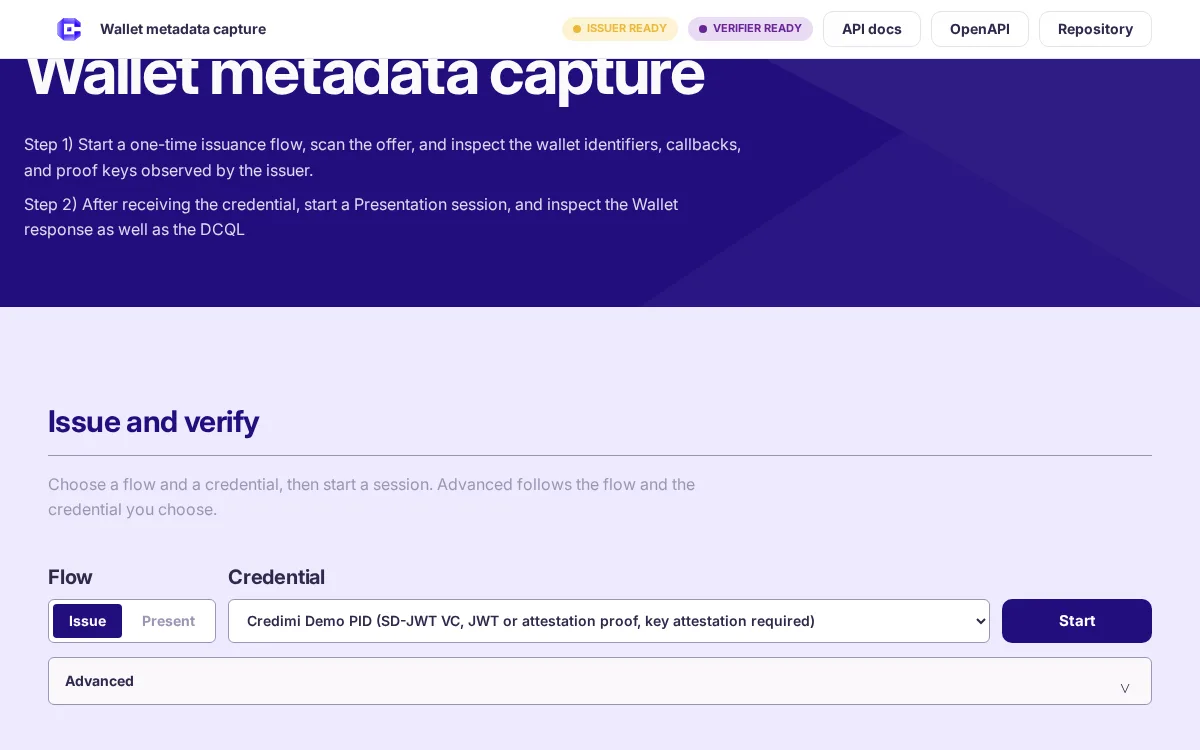 Wallet metadata capture
ISSUER READY
VERIFIER READY
API docs
OpenAPI
Repository
Wallet metadata capture
Step 1) Start a one-time issuance flow, scan the offer, and inspect the wallet identifiers, callbacks,
and proof keys observed by the issuer.
Step 2) After receiving the credential, start a Presentation session, and inspect the Wallet
response as well as the DCQL
Issue and verify
Choose a flow and a credential, then start a session. Advanced follows the flow and the
credential you choose.
Flow
Credential
Issue
Present
Credimi Demo PID (SD-JWT VC, JWT or attestation proof, key attestation required)
Start
Advanced